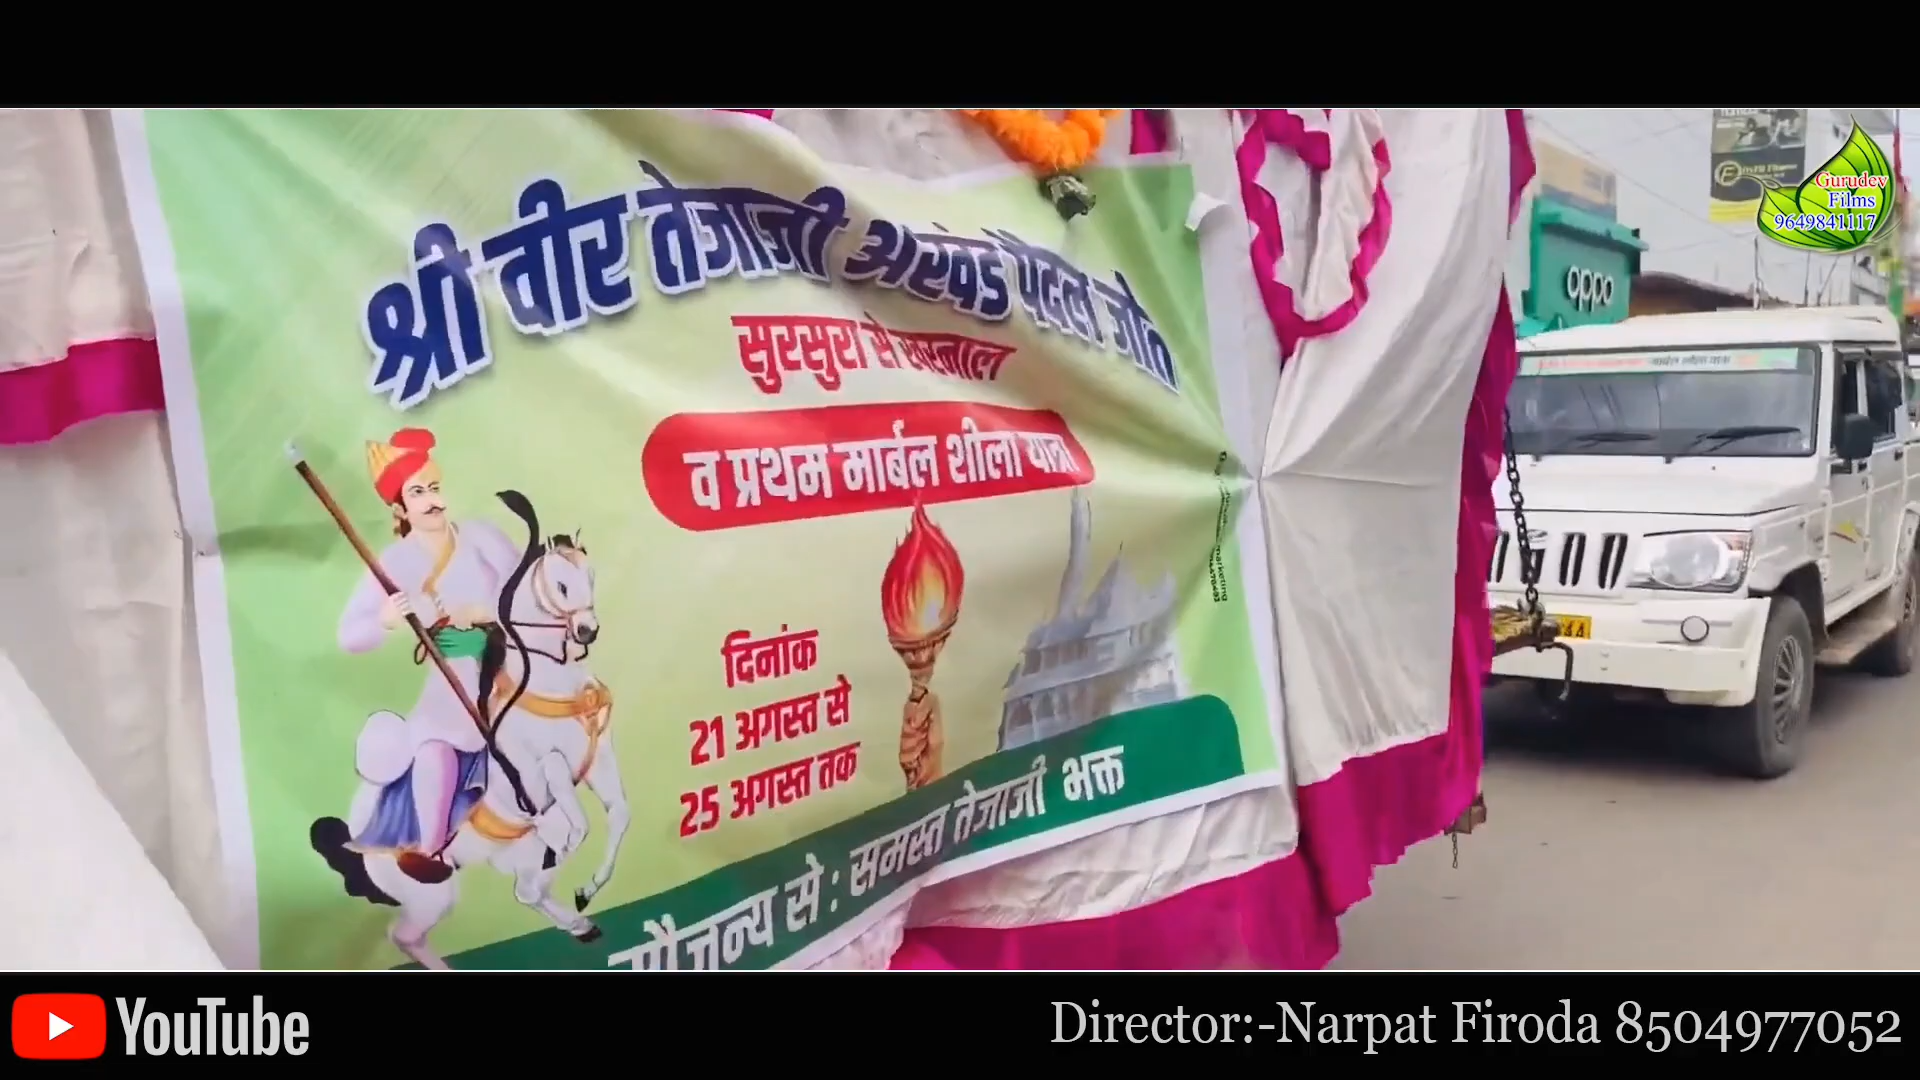 श्री वीर तेजाजी अखंड पैदल जोत
सुरसुरा से खरनाल
व प्रथम मार्बल शीला यात्रा
दिनांक
21 अगस्त से
25 अगस्त तक
सौजन्य से : समस्त तेजाजी भक्त
oppo
Gurudev
Films
9649841117
YouTube
Director:-Narpat Firoda 8504977052